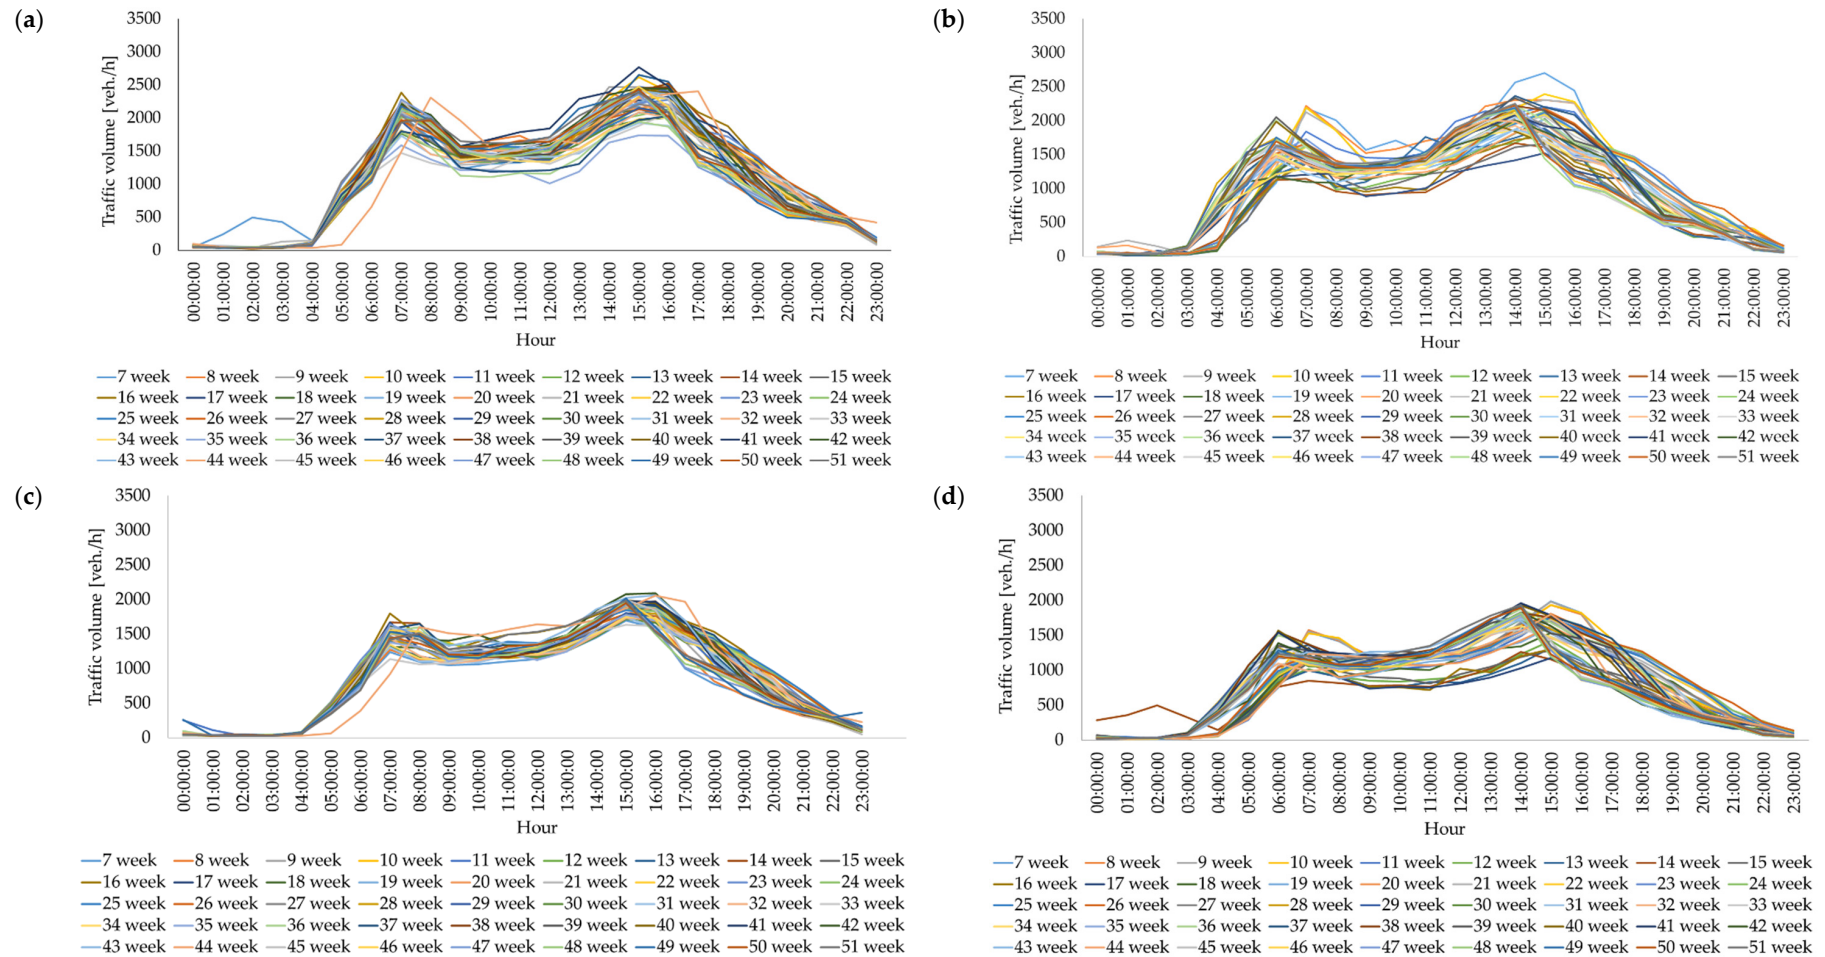 (a)
Traffic volume [veh./h]
3500
3000
2500
2000
1500
1000
500
0
00:00:00 01:00:00 02:00:00 03:00:00 04:00:00 05:00:00 06:00:00 07:00:00 08:00:00 09:00:00 10:00:00 11:00:00 12:00:00 13:00:00 14:00:00 15:00:00 16:00:00 17:00:00 18:00:00 19:00:00 20:00:00 21:00:00 22:00:00 23:00:00
Hour
7 week 8 week 9 week 10 week 11 week 12 week 13 week 14 week 15 week
16 week 17 week 18 week 19 week 20 week 21 week 22 week 23 week 24 week
25 week 26 week 27 week 28 week 29 week 30 week 31 week 32 week 33 week
34 week 35 week 36 week 37 week 38 week 39 week 40 week 41 week 42 week
43 week 44 week 45 week 46 week 47 week 48 week 49 week 50 week 51 week
(b)
Traffic volume [veh./h]
3500
3000
2500
2000
1500
1000
500
0
00:00:00 01:00:00 02:00:00 03:00:00 04:00:00 05:00:00 06:00:00 07:00:00 08:00:00 09:00:00 10:00:00 11:00:00 12:00:00 13:00:00 14:00:00 15:00:00 16:00:00 17:00:00 18:00:00 19:00:00 20:00:00 21:00:00 22:00:00 23:00:00
Hour
7 week 8 week 9 week 10 week 11 week 12 week 13 week 14 week 15 week
16 week 17 week 18 week 19 week 20 week 21 week 22 week 23 week 24 week
25 week 26 week 27 week 28 week 29 week 30 week 31 week 32 week 33 week
34 week 35 week 36 week 37 week 38 week 39 week 40 week 41 week 42 week
43 week 44 week 45 week 46 week 47 week 48 week 49 week 50 week 51 week
(c)
Traffic volume [veh./h]
3500
3000
2500
2000
1500
1000
500
0
00:00:00 01:00:00 02:00:00 03:00:00 04:00:00 05:00:00 06:00:00 07:00:00 08:00:00 09:00:00 10:00:00 11:00:00 12:00:00 13:00:00 14:00:00 15:00:00 16:00:00 17:00:00 18:00:00 19:00:00 20:00:00 21:00:00 22:00:00 23:00:00
Hour
7 week 8 week 9 week 10 week 11 week 12 week 13 week 14 week 15 week
16 week 17 week 18 week 19 week 20 week 21 week 22 week 23 week 24 week
25 week 26 week 27 week 28 week 29 week 30 week 31 week 32 week 33 week
34 week 35 week 36 week 37 week 38 week 39 week 40 week 41 week 42 week
43 week 44 week 45 week 46 week 47 week 48 week 49 week 50 week 51 week
(d)
Traffic volume [veh./h]
3500
3000
2500
2000
1500
1000
500
0
00:00:00 01:00:00 02:00:00 03:00:00 04:00:00 05:00:00 06:00:00 07:00:00 08:00:00 09:00:00 10:00:00 11:00:00 12:00:00 13:00:00 14:00:00 15:00:00 16:00:00 17:00:00 18:00:00 19:00:00 20:00:00 21:00:00 22:00:00 23:00:00
Hour
7 week 8 week 9 week 10 week 11 week 12 week 13 week 14 week 15 week
16 week 17 week 18 week 19 week 20 week 21 week 22 week 23 week 24 week
25 week 26 week 27 week 28 week 29 week 30 week 31 week 32 week 33 week
34 week 35 week 36 week 37 week 38 week 39 week 40 week 41 week 42 week
43 week 44 week 45 week 46 week 47 week 48 week 49 week 50 week 51 week